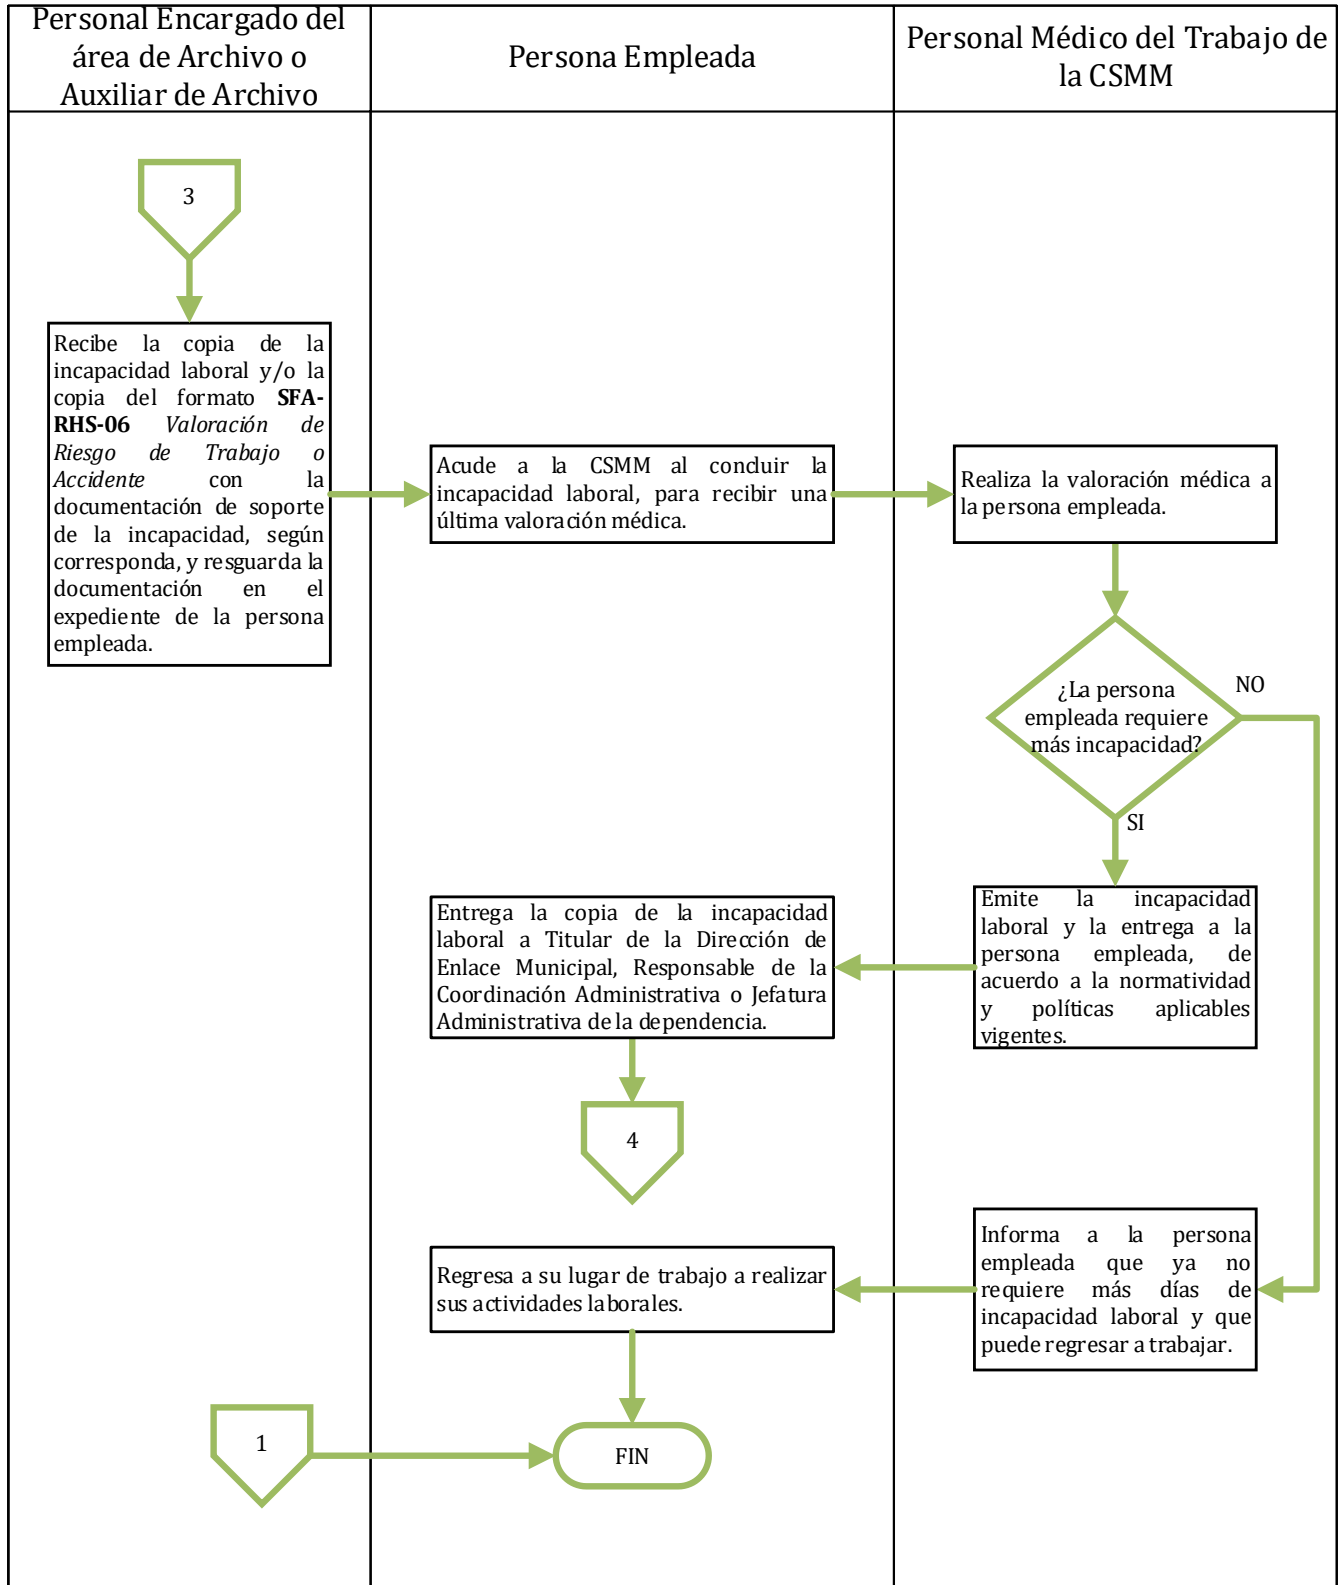 Personal Encargado del
área de Archivo o
Auxiliar de Archivo
Persona Empleada
Personal Médico del Trabajo de
la CSMM
3
Recibe la copia de la
incapacidad laboral y/o la
copia del formato SFA-
RHS-06 Valoración de
Riesgo de Trabajo o
Accidente con la
documentación de soporte
de la incapacidad, según
corresponda, y resguarda la
documentación en el
expediente de la persona
empleada.
Acude a la CSMM al concluir la
incapacidad laboral, para recibir una
última valoración médica.
Realiza la valoración médica a
la persona empleada.
¿La persona
empleada requiere
más incapacidad?
NO
SI
Emite la incapacidad
laboral y la entrega a la
persona empleada, de
acuerdo a la normatividad
y políticas aplicables
vigentes.
Entrega la copia de la incapacidad
laboral a Titular de la Dirección de
Enlace Municipal, Responsable de la
Coordinación Administrativa o Jefatura
Administrativa de la dependencia.
4
Informa a la persona
empleada que ya no
requiere más días de
incapacidad laboral y que
puede regresar a trabajar.
Regresa a su lugar de trabajo a realizar
sus actividades laborales.
1
FIN